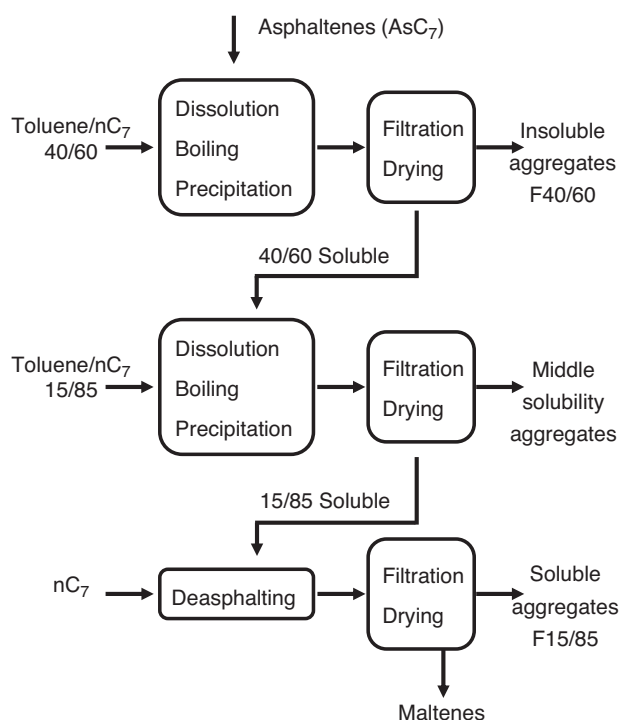 Asphaltenes (AsC₇)
Toluene/nC₇
40/60
Dissolution
Boiling
Precipitation
Filtration
Drying
Insoluble
aggregates
F40/60
40/60 Soluble
Toluene/nC₇
15/85
Dissolution
Boiling
Precipitation
Filtration
Drying
Middle
solubility
aggregates
15/85 Soluble
nC₇
Deasphalting
Filtration
Drying
Soluble
aggregates
F15/85
Maltenes